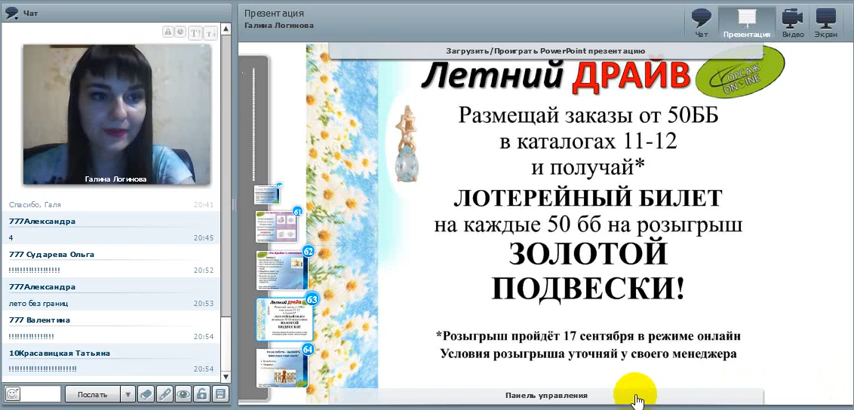 Чат
Галина Логинова
Спасибо, Галя 20:41
777Александра
4 20:45
777 Сударева Ольга
!!!!!!!!!!!!!!!!!! 20:52
777Александра
лето без границ 20:53
777 Валентина
!!!!!!!!!!!!!!!! 20:54
10Красавицкая Татьяна
!!!!!!!!!!!!!!!!!!!!!!!! 20:54
Послать
Презентация
Галина Логинова
Чат
Презентация
Видео
Экран
Загрузить/Проиграть PowerPoint презентацию
61
62
63
64
Летний ДРАЙВ
ON-LINE
Размещай заказы от 50ББ
в каталогах 11-12
и получай*
ЛОТЕРЕЙНЫЙ БИЛЕТ
на каждые 50 бб на розыгрыш
ЗОЛОТОЙ
ПОДВЕСКИ!
*Розыгрыш пройдёт 17 сентября в режиме онлайн
Условия розыгрыша уточняй у своего менеджера
Панель управления